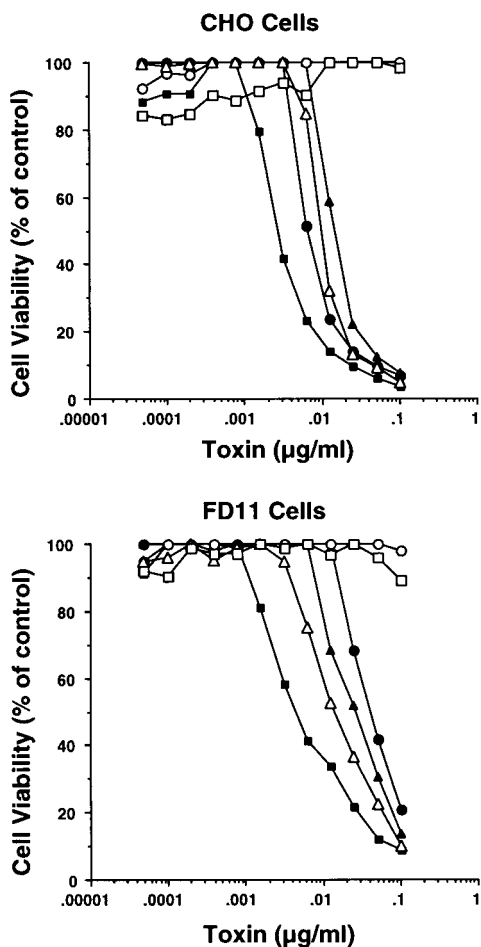 CHO Cells
Cell Viability (% of control)
100
80
60
40
20
0
.00001 .0001 .001 .01 .1 1
Toxin (µg/ml)
FD11 Cells
Cell Viability (% of control)
100
80
60
40
20
0
.00001 .0001 .001 .01 .1 1
Toxin (µg/ml)